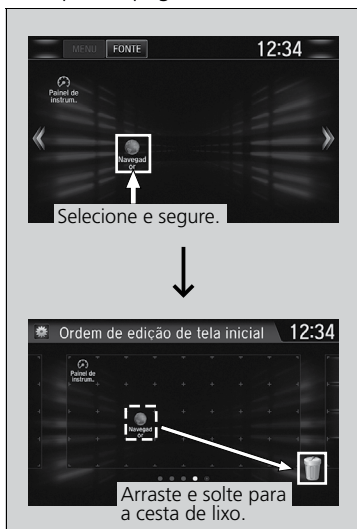 MENU FONTE 12:34
Painel de
instrum..
Navegad
or
Selecione e segure.
Ordem de edição de tela inicial 12:34
Painel de
instrum..
Navegad
or
Arraste e solte para
a cesta de lixo.